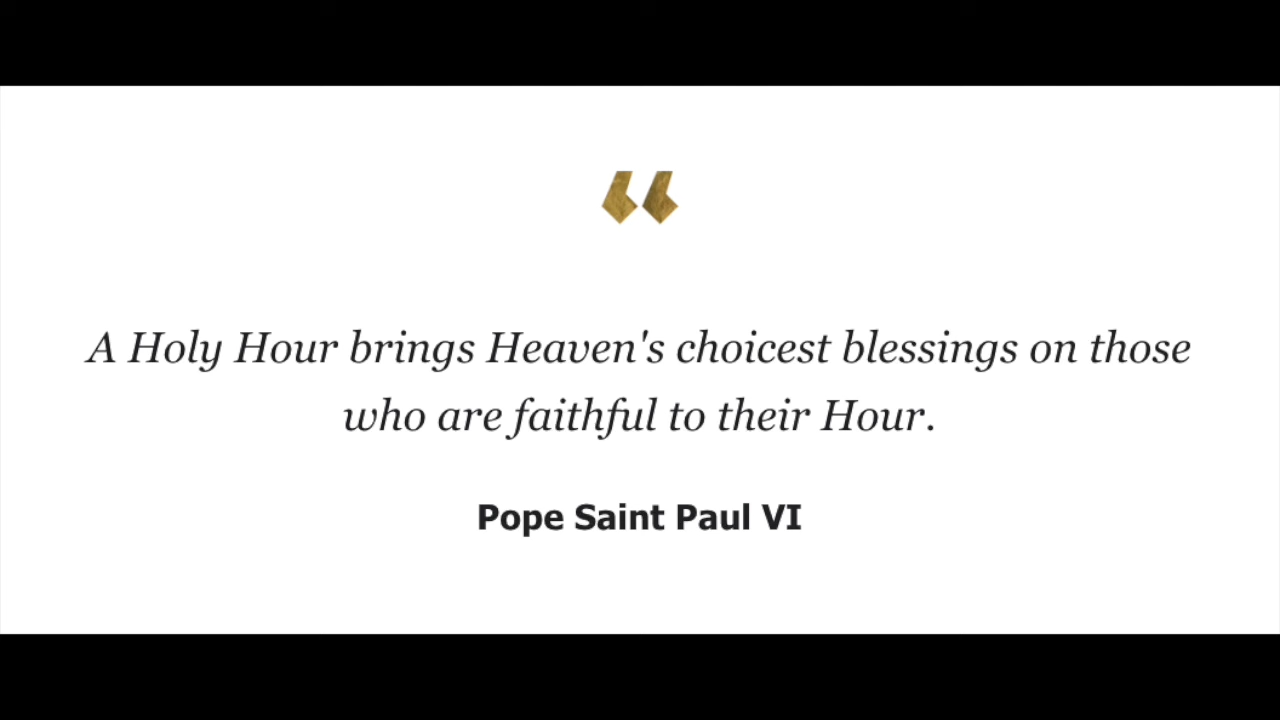 “
A Holy Hour brings Heaven's choicest blessings on those
who are faithful to their Hour.
Pope Saint Paul VI